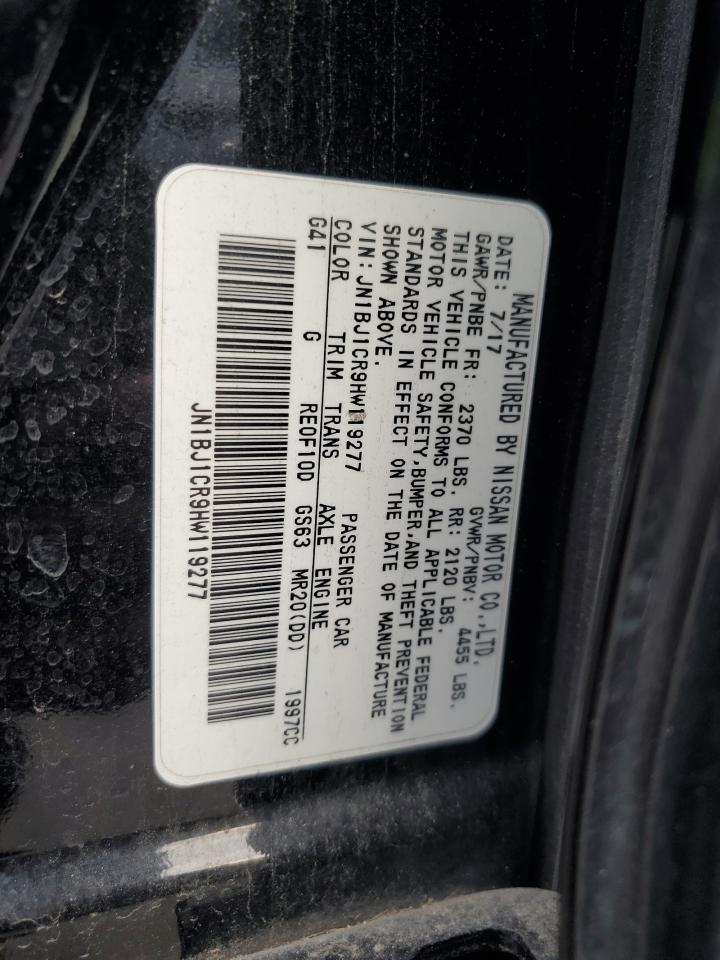 MANUFACTURED BY NISSAN MOTOR CO.,LTD.
DATE: 7/17 GVWR/PNBV: 4455 LBS.
GAWR/PNBE FR: 2370 LBS. RR: 2120 LBS.
THIS VEHICLE CONFORMS TO ALL APPLICABLE FEDERAL
MOTOR VEHICLE SAFETY,BUMPER,AND THEFT PREVENTION
STANDARDS IN EFFECT ON THE DATE OF MANUFACTURE
SHOWN ABOVE.
VIN: JN1BJ1CR9HW119277 PASSENGER CAR
COLOR TRIM TRANS AXLE ENGINE
G41 G RE0F10D GS63 MR20(DD) 1997CC
JN1BJ1CR9HW119277